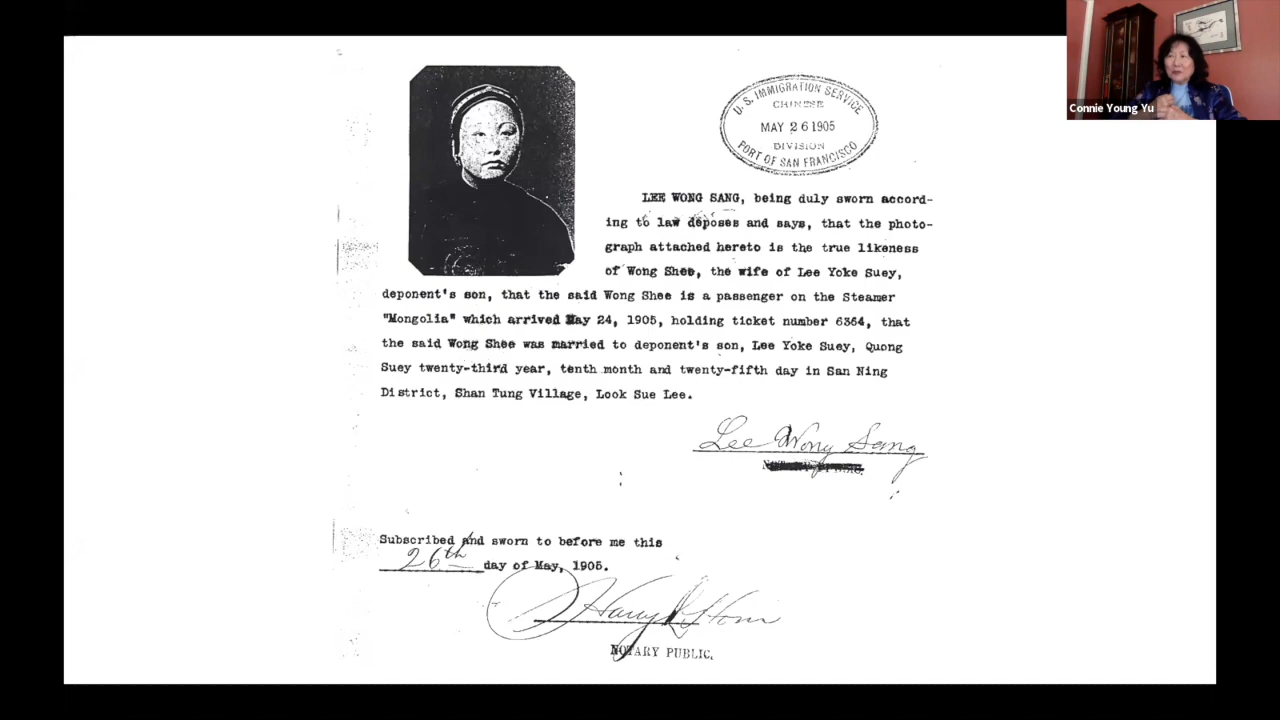 Connie Young Yu
U. S. IMMIGRATION SERVICE
CHINESE
MAY 26 1905
DIVISION
PORT OF SAN FRANCISCO
LEE WONG SANG, being duly sworn accord-
ing to law deposes and says, that the photo-
graph attached hereto is the true likeness
of Wong Shee, the wife of Lee Yoke Suey,
deponent's son, that the said Wong Shee is a passenger on the Steamer
"Mongolia" which arrived May 24, 1905, holding ticket number 6364, that
the said Wong Shee was married to deponent's son, Lee Yoke Suey, Quong
Suey twenty-third year, tenth month and twenty-fifth day in San Ning
District, Shan Tung Village, Look Sue Lee.
Lee Wong Sang
Subscribed and sworn to before me this
26th day of May, 1905.
Harry
NOTARY PUBLIC.